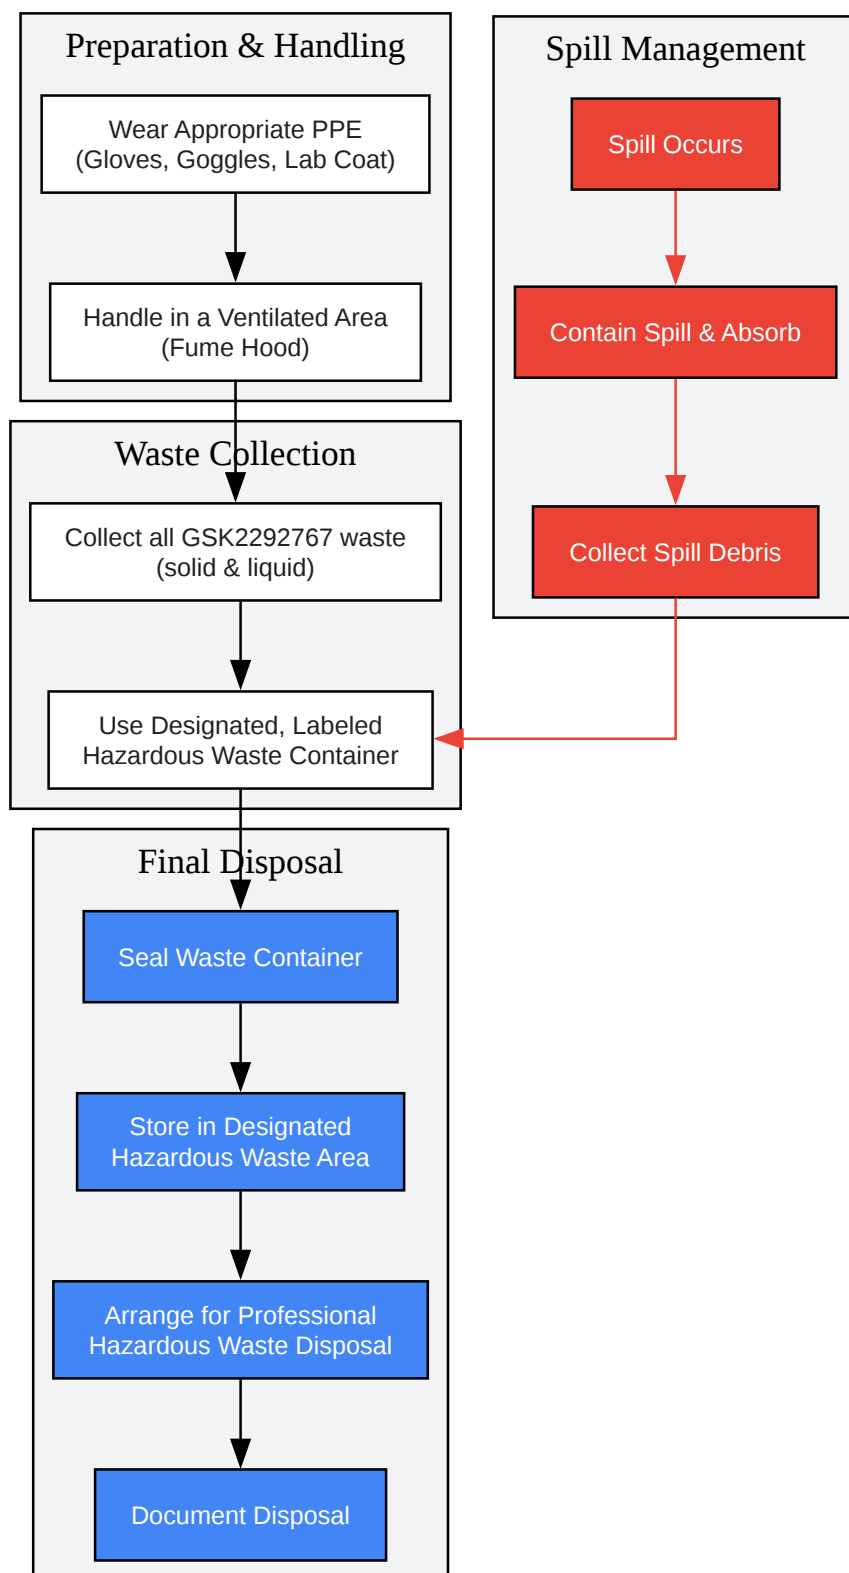 Preparation & Handling
Wear Appropriate PPE
(Gloves, Goggles, Lab Coat)
Handle in a Ventilated Area
(Fume Hood)
Waste Collection
Collect all GSK2292767 waste
(solid & liquid)
Use Designated, Labeled
Hazardous Waste Container
Final Disposal
Seal Waste Container
Store in Designated
Hazardous Waste Area
Arrange for Professional
Hazardous Waste Disposal
Document Disposal
Spill Management
Spill Occurs
Contain Spill & Absorb
Collect Spill Debris